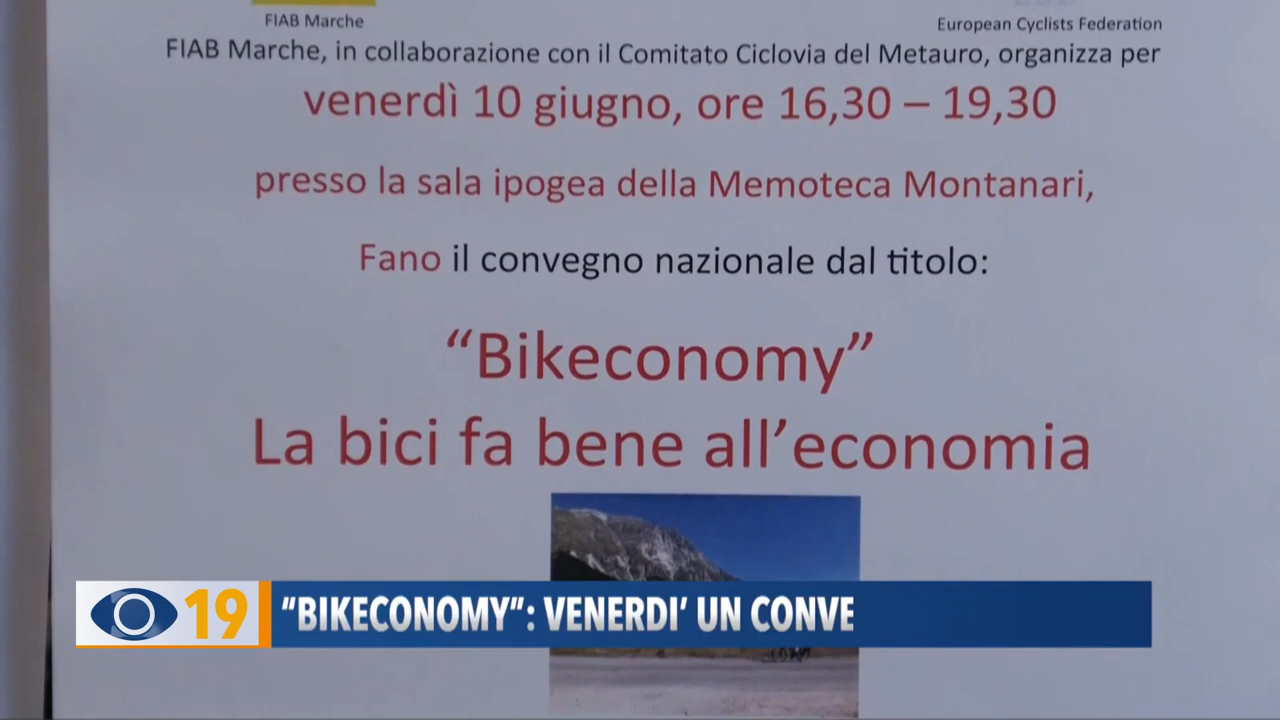 FIAB Marche
European Cyclists Federation
FIAB Marche, in collaborazione con il Comitato Ciclovia del Metauro, organizza per
venerdì 10 giugno, ore 16,30 – 19,30
presso la sala ipogea della Memoteca Montanari,
Fano il convegno nazionale dal titolo:
“Bikeconomy”
La bici fa bene all’economia
19
“BIKECONOMY”: VENERDI’ UN CONVE